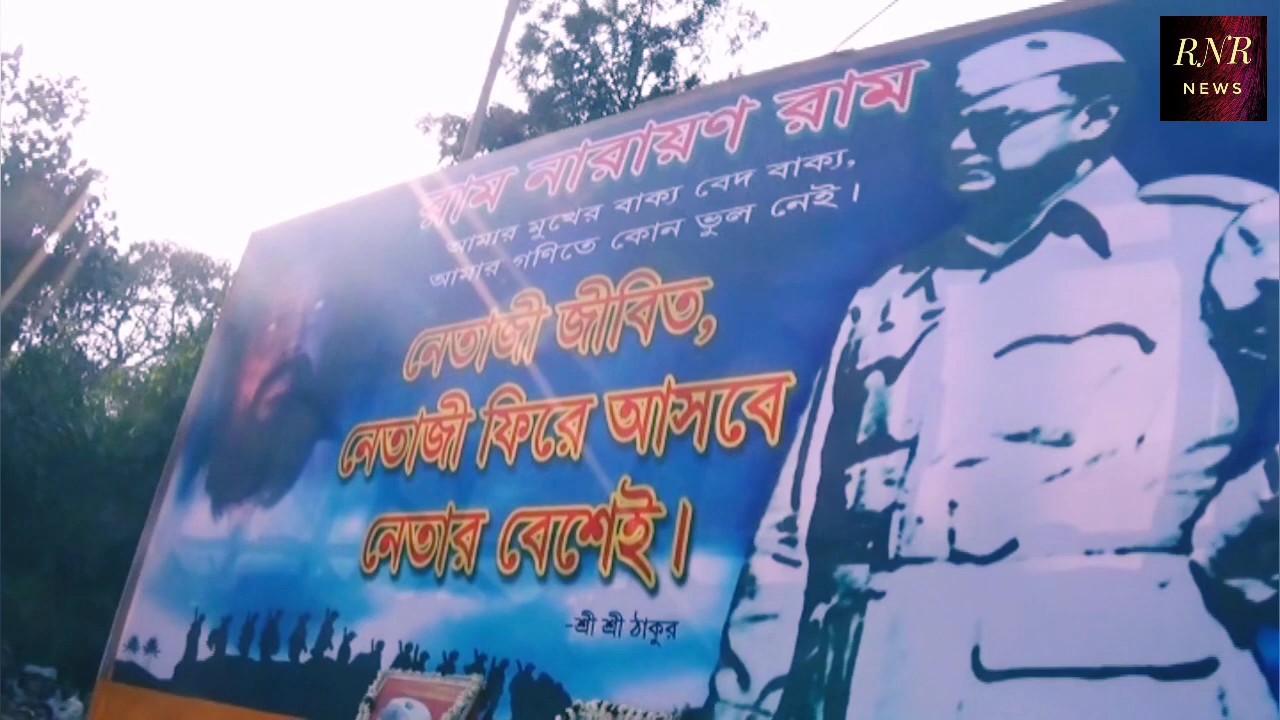 RNR
NEWS
রাম নারায়ণ রাম
আমার মুখের বাক্য বেদ বাক্য,
আমার গণিতে কোন ভুল নেই।
নেতাজী জীবিত,
নেতাজী ফিরে আসবে
নেতার বেশেই।
-শ্রী শ্রী ঠাকুর